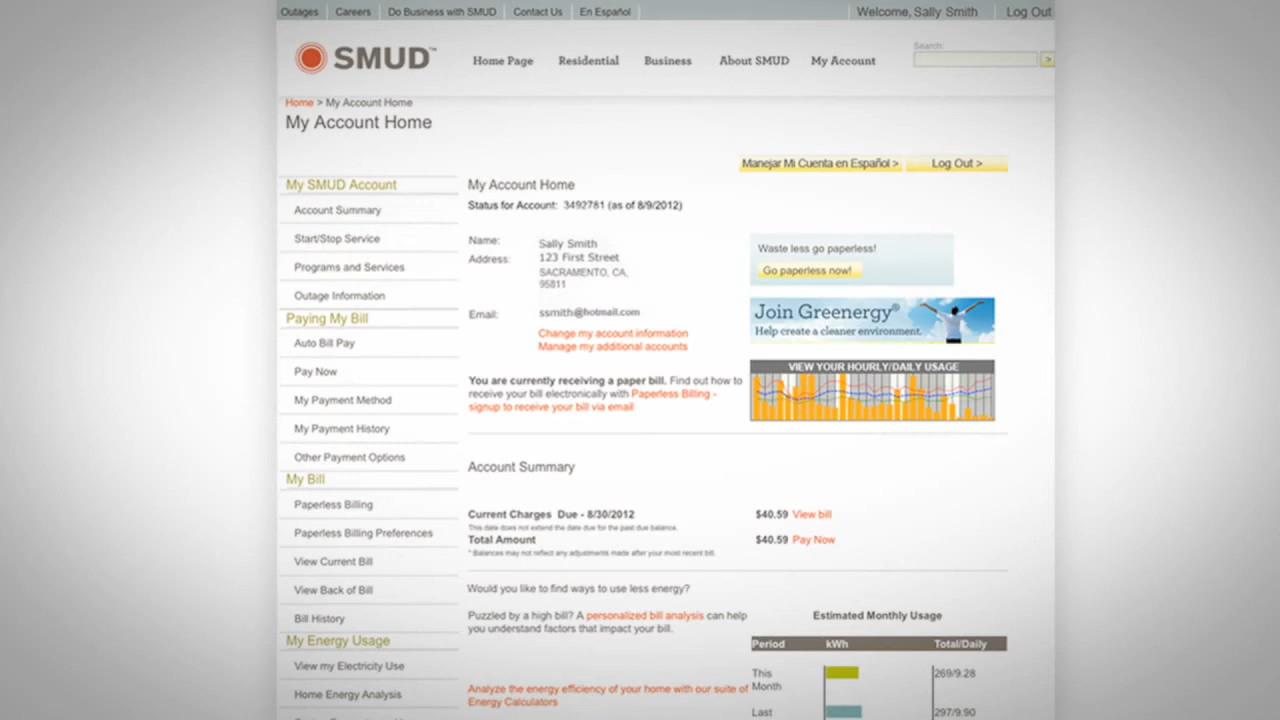 Outages Careers Do Business with SMUD Contact Us En Español Welcome, Sally Smith Log Out
SMUD™ Home Page Residential Business About SMUD My Account
Search:
>
Home > My Account Home
My Account Home
Manejar Mi Cuenta en Español > Log Out >
My SMUD Account
Account Summary
Start/Stop Service
Programs and Services
Outage Information
Paying My Bill
Auto Bill Pay
Pay Now
My Payment Method
My Payment History
Other Payment Options
My Bill
Paperless Billing
Paperless Billing Preferences
View Current Bill
View Back of Bill
Bill History
My Energy Usage
View my Electricity Use
Home Energy Analysis
My Account Home
Status for Account: 3492781 (as of 8/9/2012)
Name: Sally Smith
Address: 123 First Street
SACRAMENTO, CA,
95811
Email: ssmith@hotmail.com
Change my account information
Manage my additional accounts
You are currently receiving a paper bill. Find out how to
receive your bill electronically with Paperless Billing -
signup to receive your bill via email
Waste less go paperless!
Go paperless now!
Join Greenergy®
Help create a cleaner environment.
VIEW YOUR HOURLY/DAILY USAGE
Account Summary
Current Charges Due - 8/30/2012 $40.59 View bill
This date does not extend the date due for the past due balance.
Total Amount $40.59 Pay Now
* Balances may not reflect any adjustments made after your most recent bill.
Would you like to find ways to use less energy?
Puzzled by a high bill? A personalized bill analysis can help
you understand factors that impact your bill.
Analyze the energy efficiency of your home with our suite of
Energy Calculators
Estimated Monthly Usage
Period kWh Total/Daily
This
Month 269/9.28
Last 297/9.90